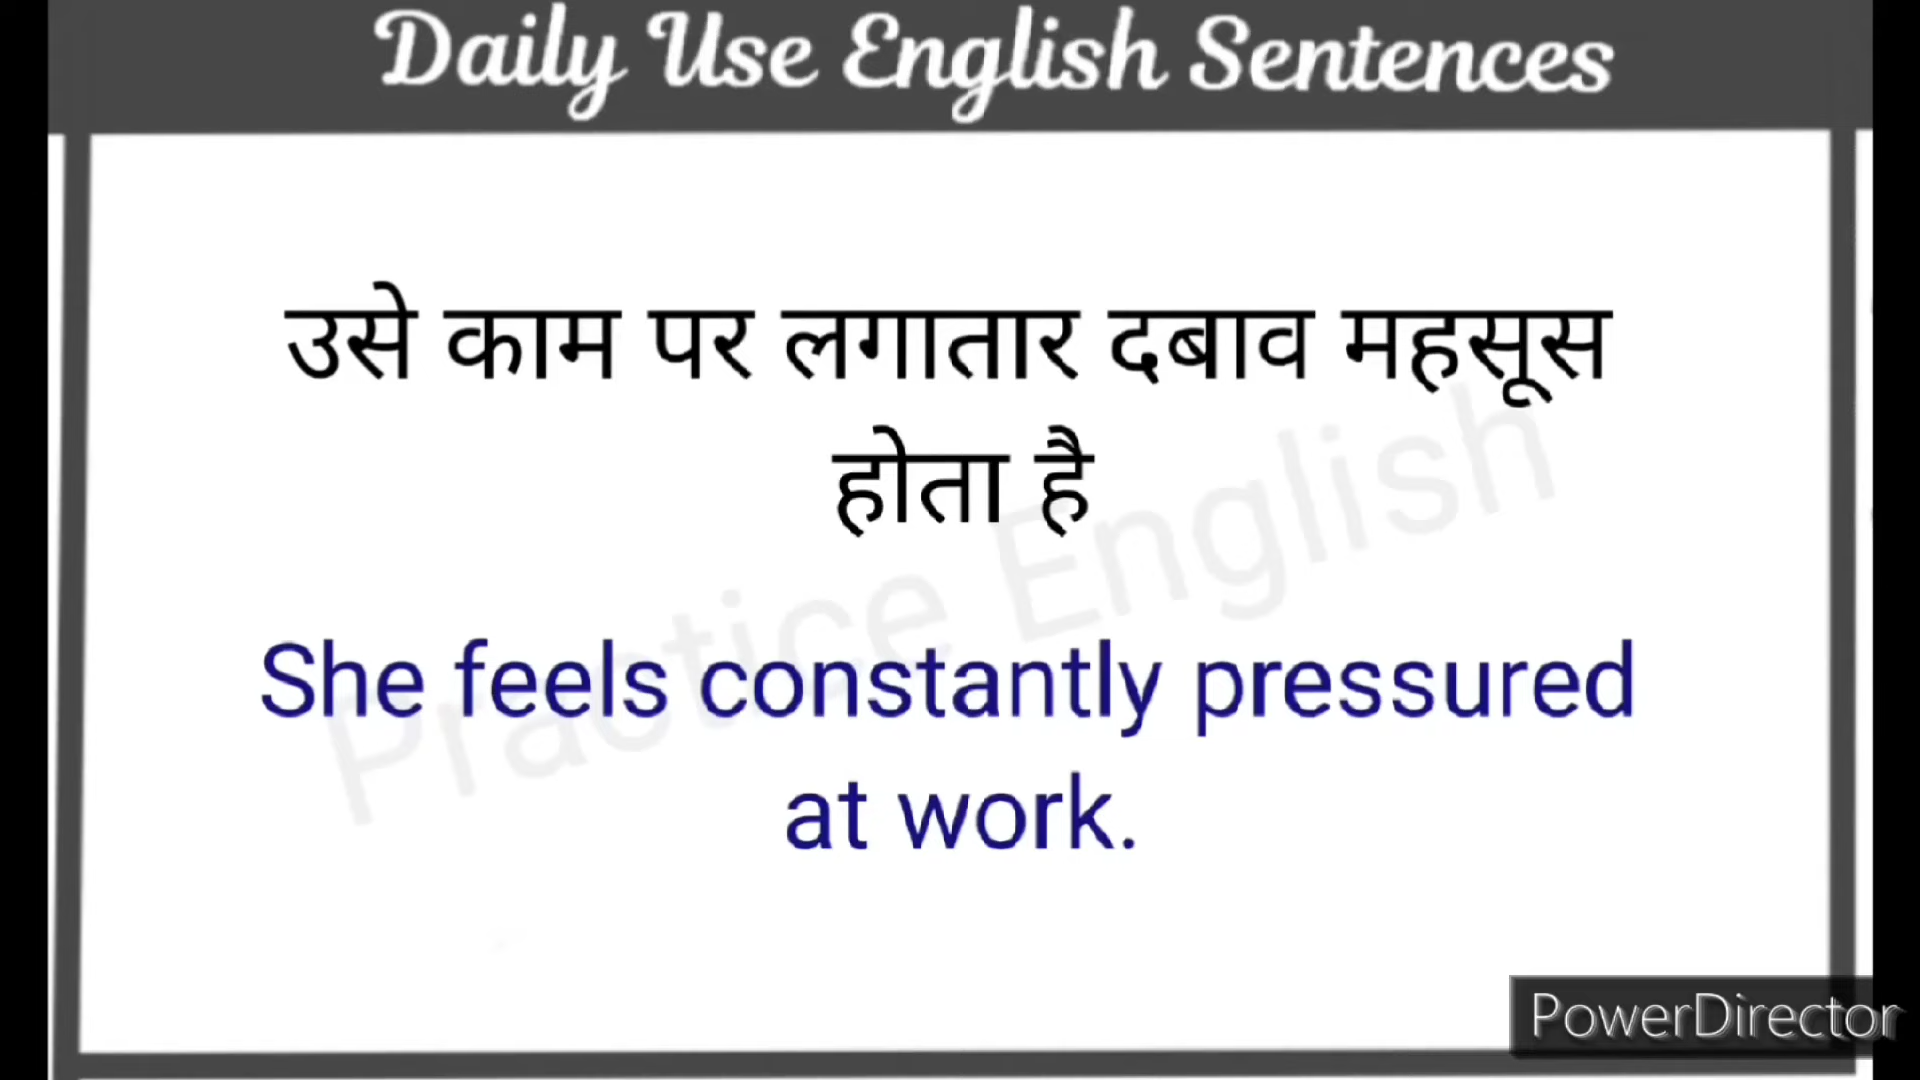 Daily Use English Sentences
उसे काम पर लगातार दबाव महसूस
होता है
Practice English
She feels constantly pressured
at work.
PowerDirector